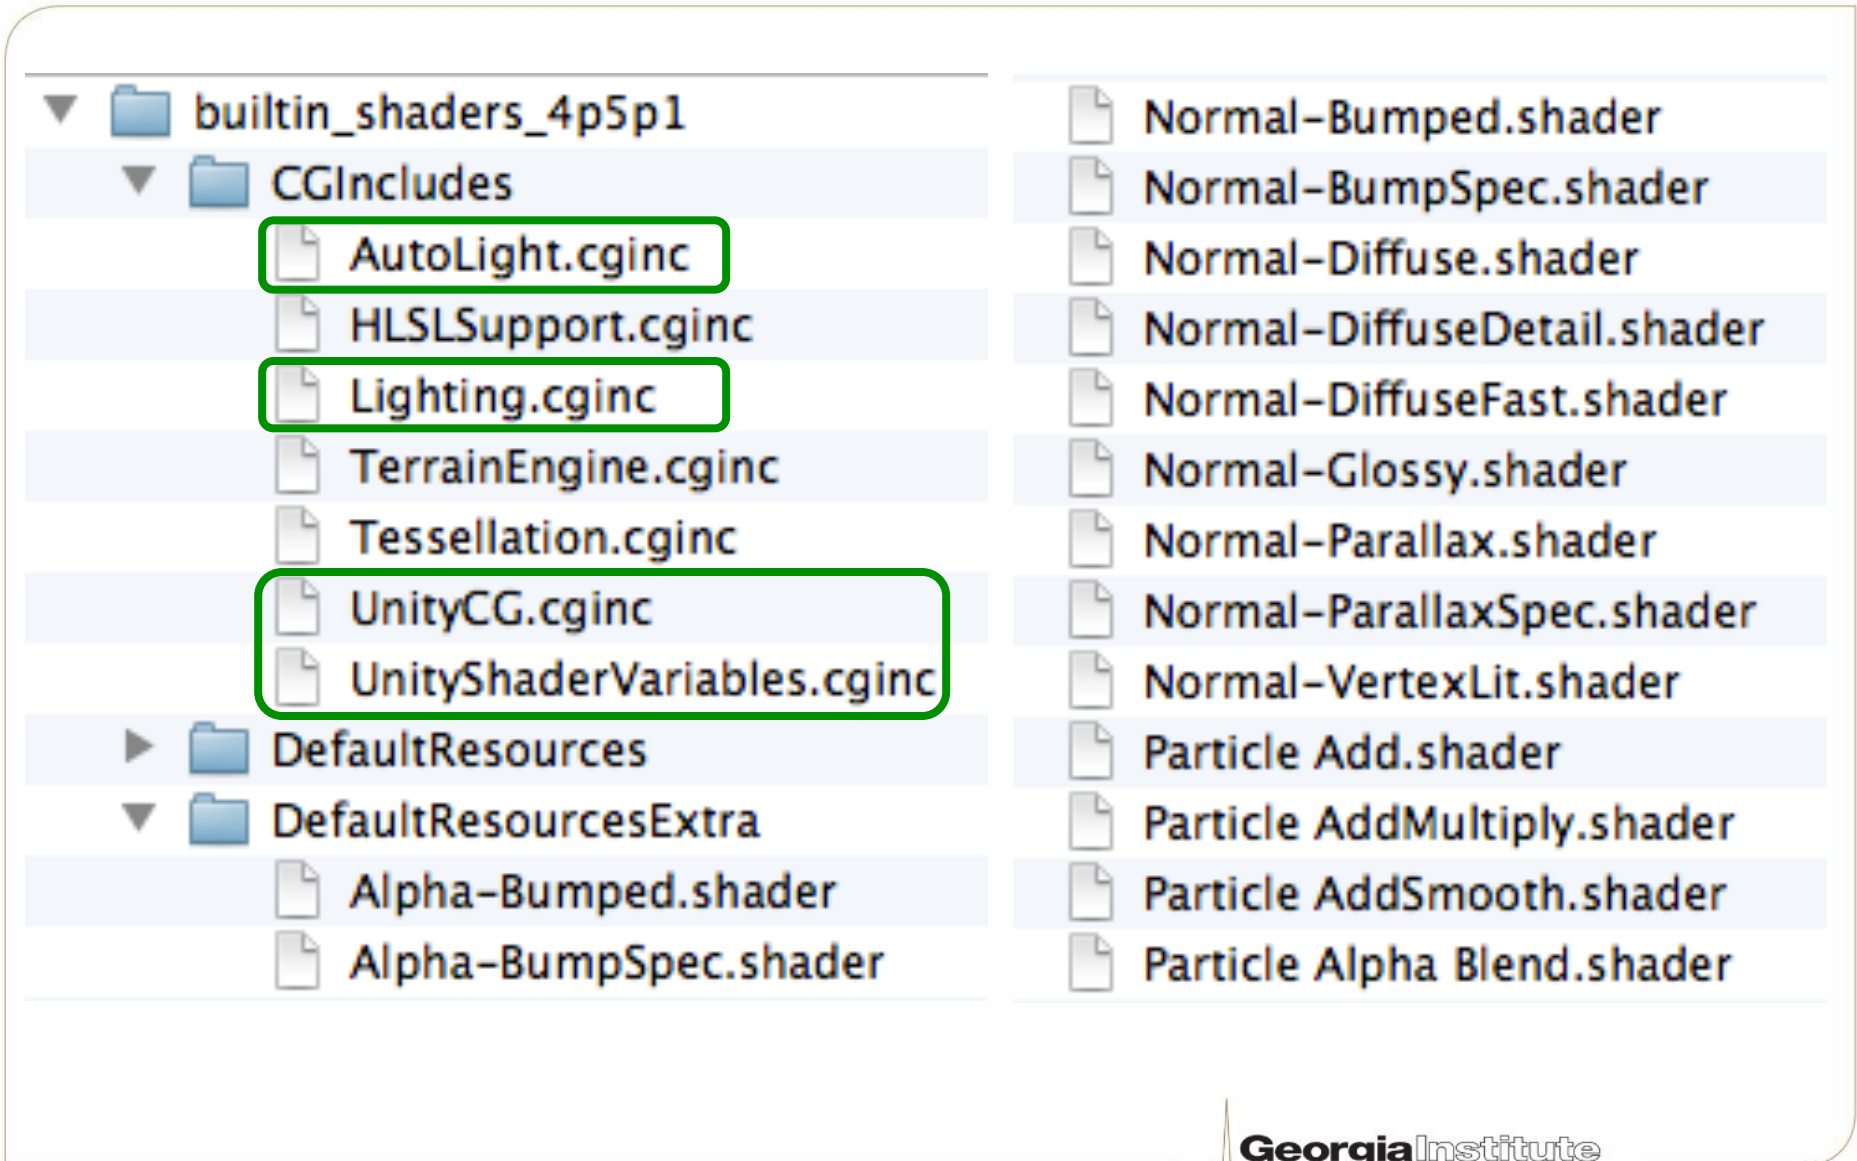 builtin_shaders_4p5p1
CGIncludes
AutoLight.cginc
HLSLSupport.cginc
Lighting.cginc
TerrainEngine.cginc
Tessellation.cginc
UnityCG.cginc
UnityShaderVariables.cginc
DefaultResources
DefaultResourcesExtra
Alpha-Bumped.shader
Alpha-BumpSpec.shader
Normal-Bumped.shader
Normal-BumpSpec.shader
Normal-Diffuse.shader
Normal-DiffuseDetail.shader
Normal-DiffuseFast.shader
Normal-Glossy.shader
Normal-Parallax.shader
Normal-ParallaxSpec.shader
Normal-VertexLit.shader
Particle Add.shader
Particle AddMultiply.shader
Particle AddSmooth.shader
Particle Alpha Blend.shader
Georgia Institute